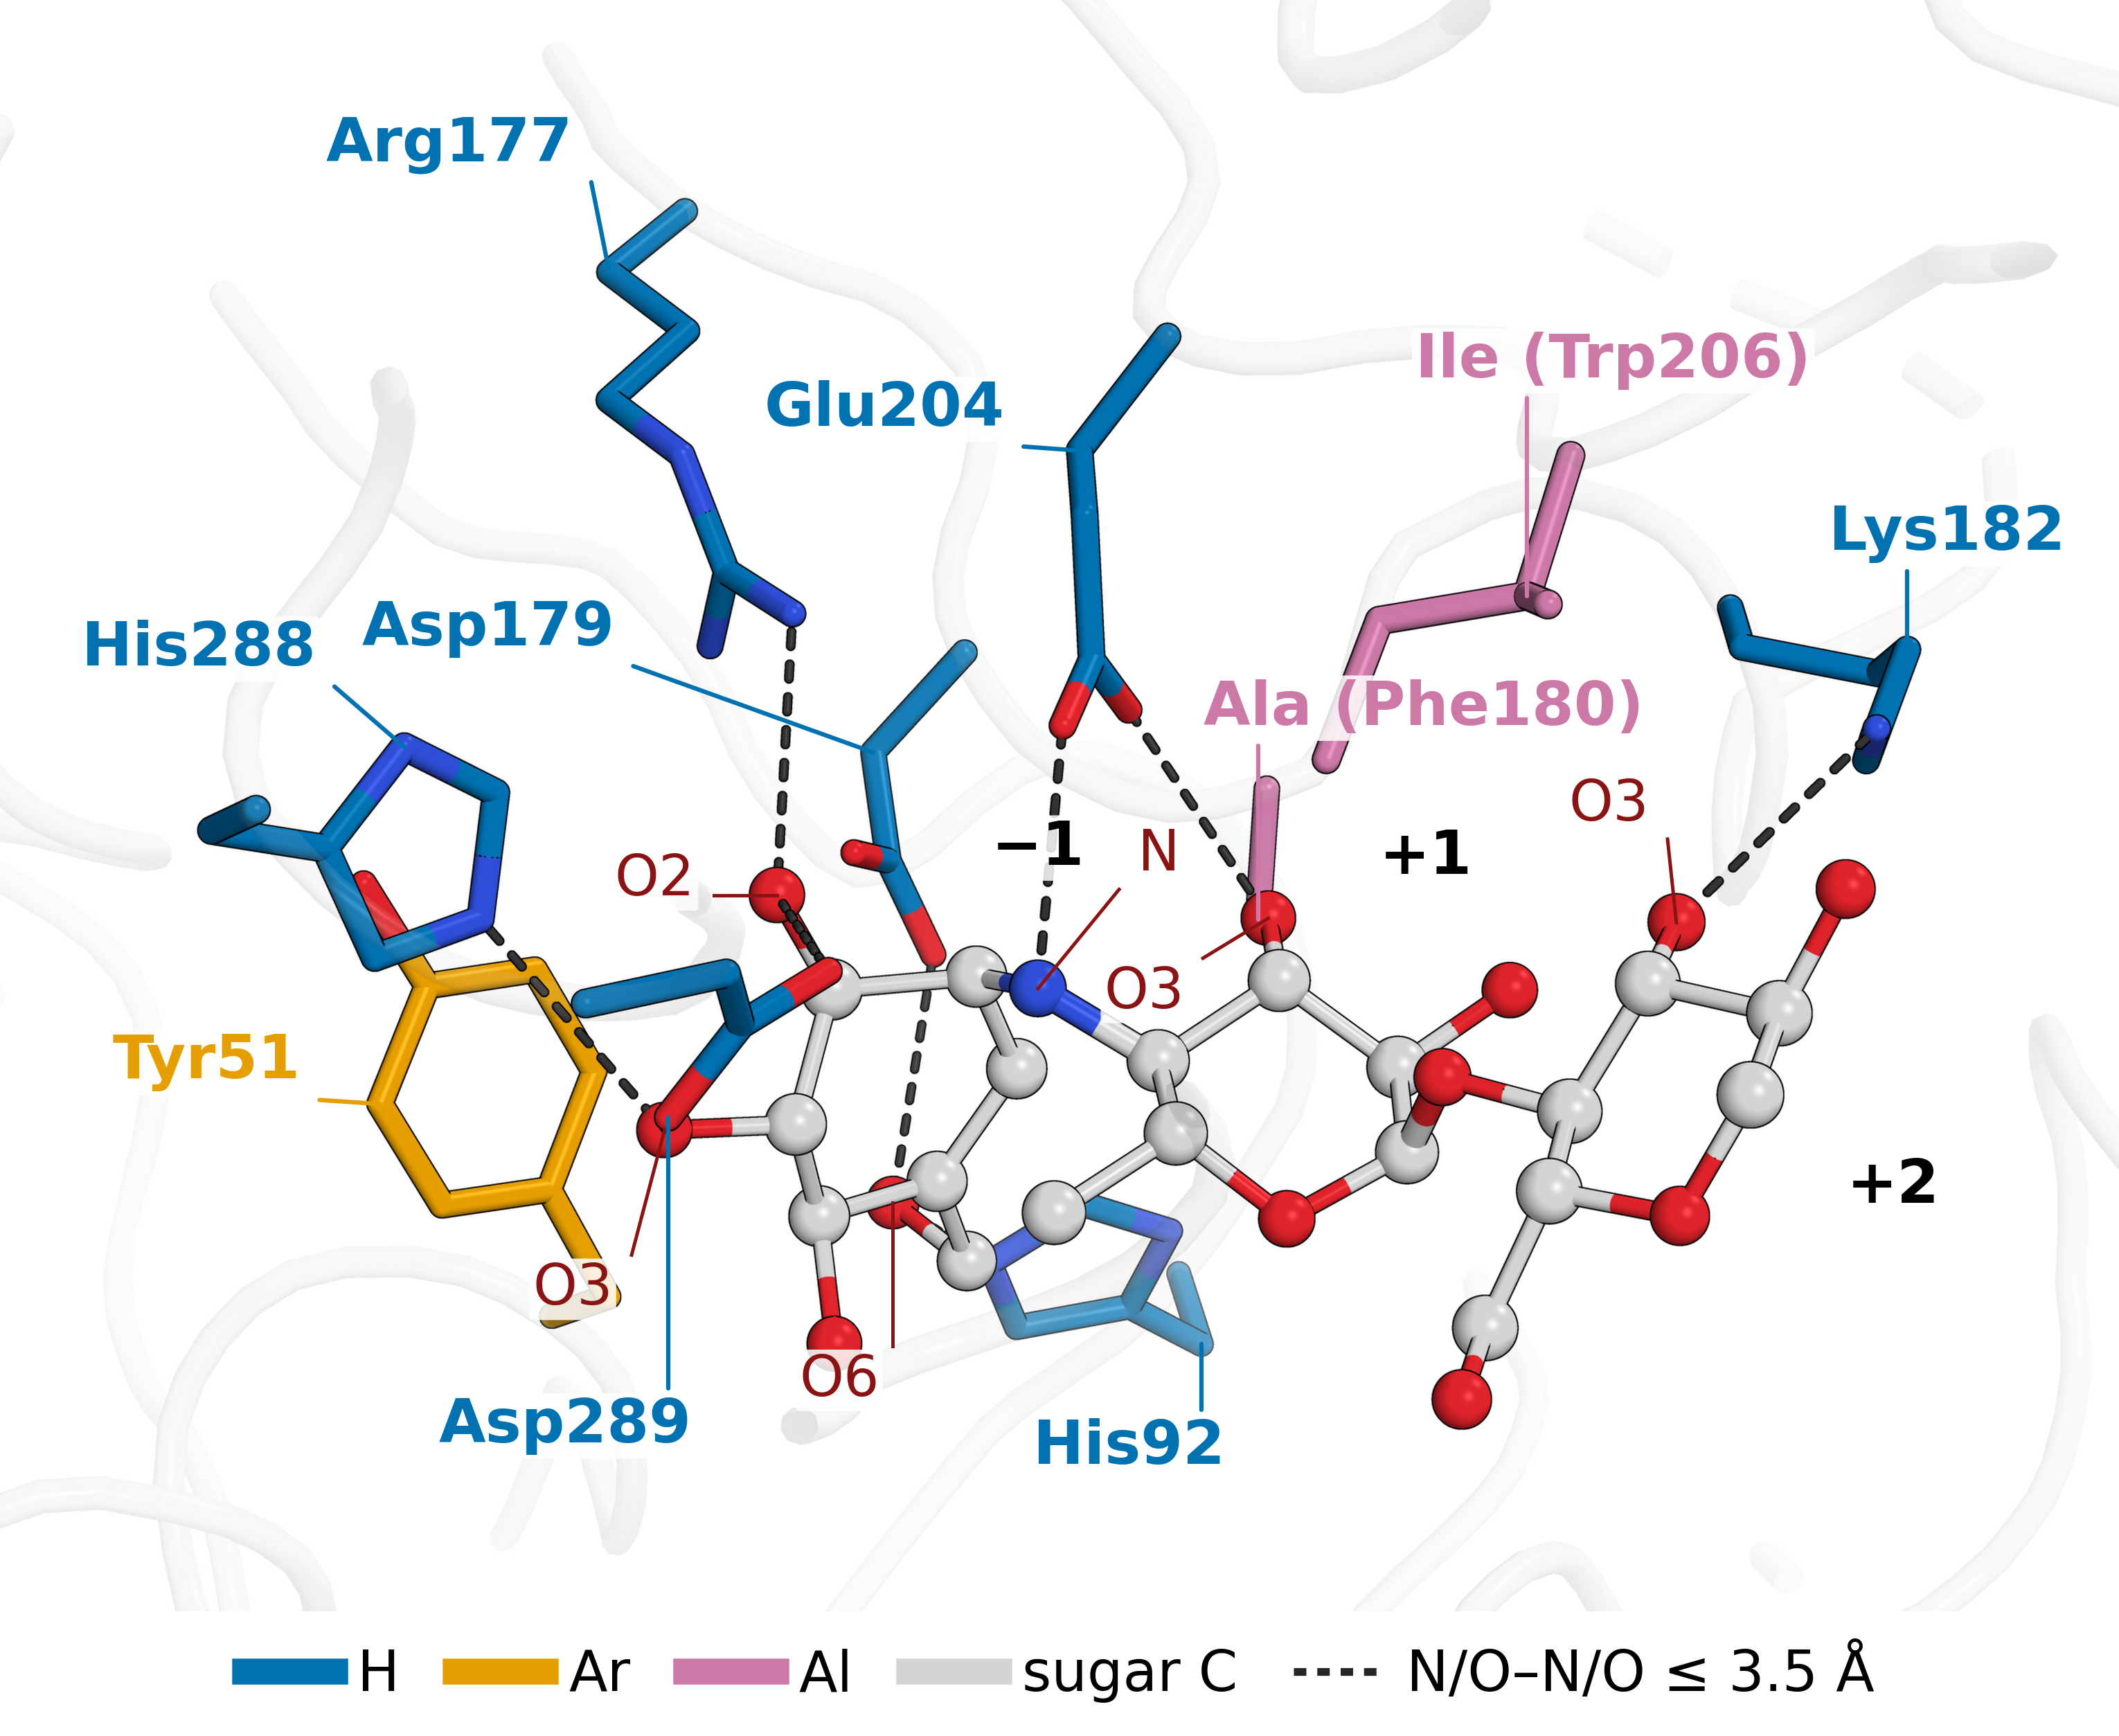 Arg177
Ile (Trp206)
Glu204
Lys182
His288
Asp179
Ala (Phe180)
O3
−1
N
+1
O2
O3
Tyr51
+2
O3
O6
Asp289
His92
H
Ar
Al
sugar C
N/O–N/O ≤ 3.5 Å